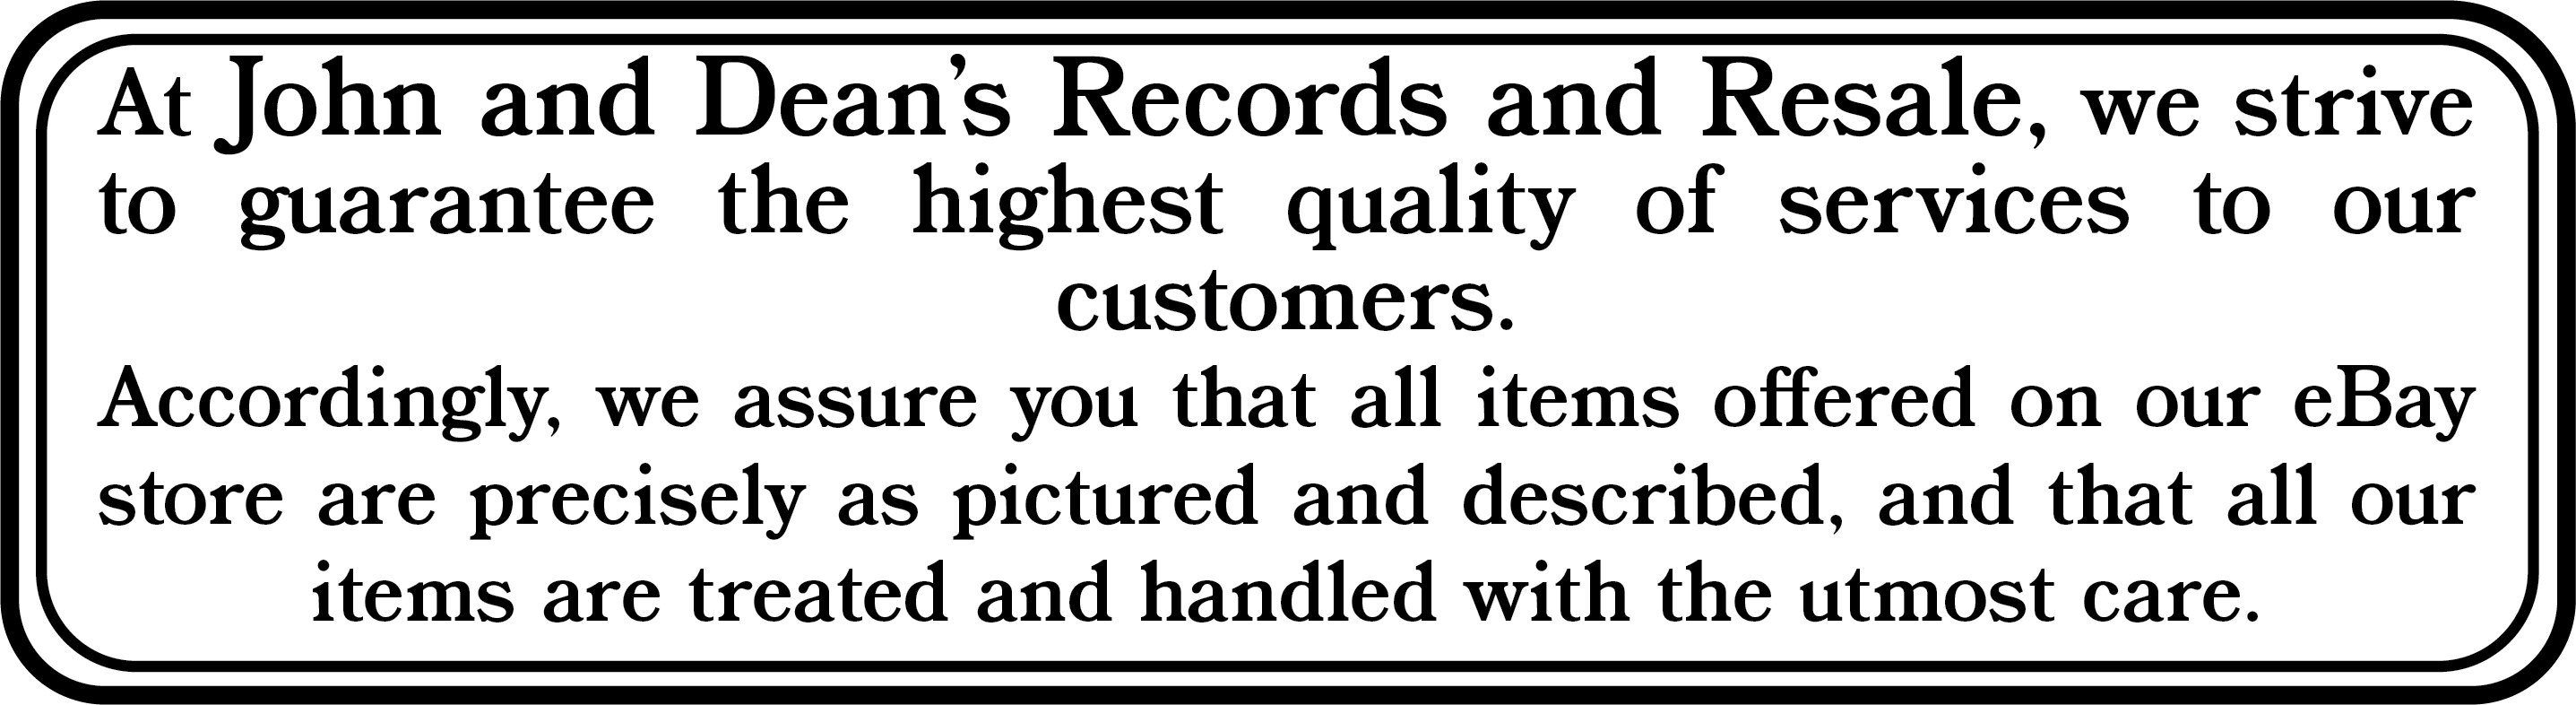 At John and Dean’s Records and Resale, we strive
to guarantee the highest quality of services to our
customers.
Accordingly, we assure you that all items offered on our eBay
store are precisely as pictured and described, and that all our
items are treated and handled with the utmost care.